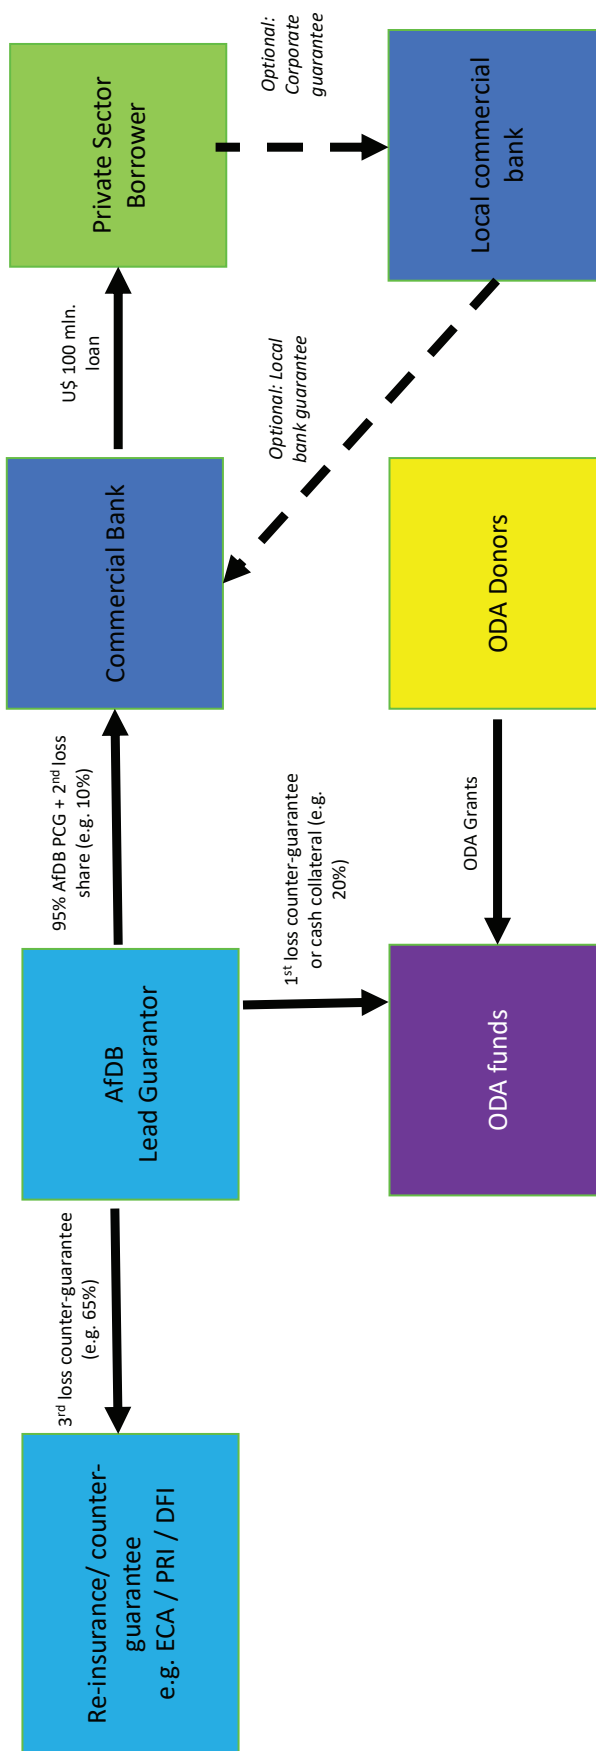 Re-insurance/ counter-
guarantee
e.g. ECA / PRI / DFI
3rd loss counter-guarantee
(e.g. 65%)
AfDB
Lead Guarantor
95% AfDB PCG + 2nd loss
share (e.g. 10%)
Commercial Bank
U$ 100 mln.
loan
Private Sector
Borrower
1st loss counter-guarantee
or cash collateral (e.g.
20%)
Optional: Local
bank guarantee
Optional:
Corporate
guarantee
ODA funds
ODA Grants
ODA Donors
Local commercial
bank